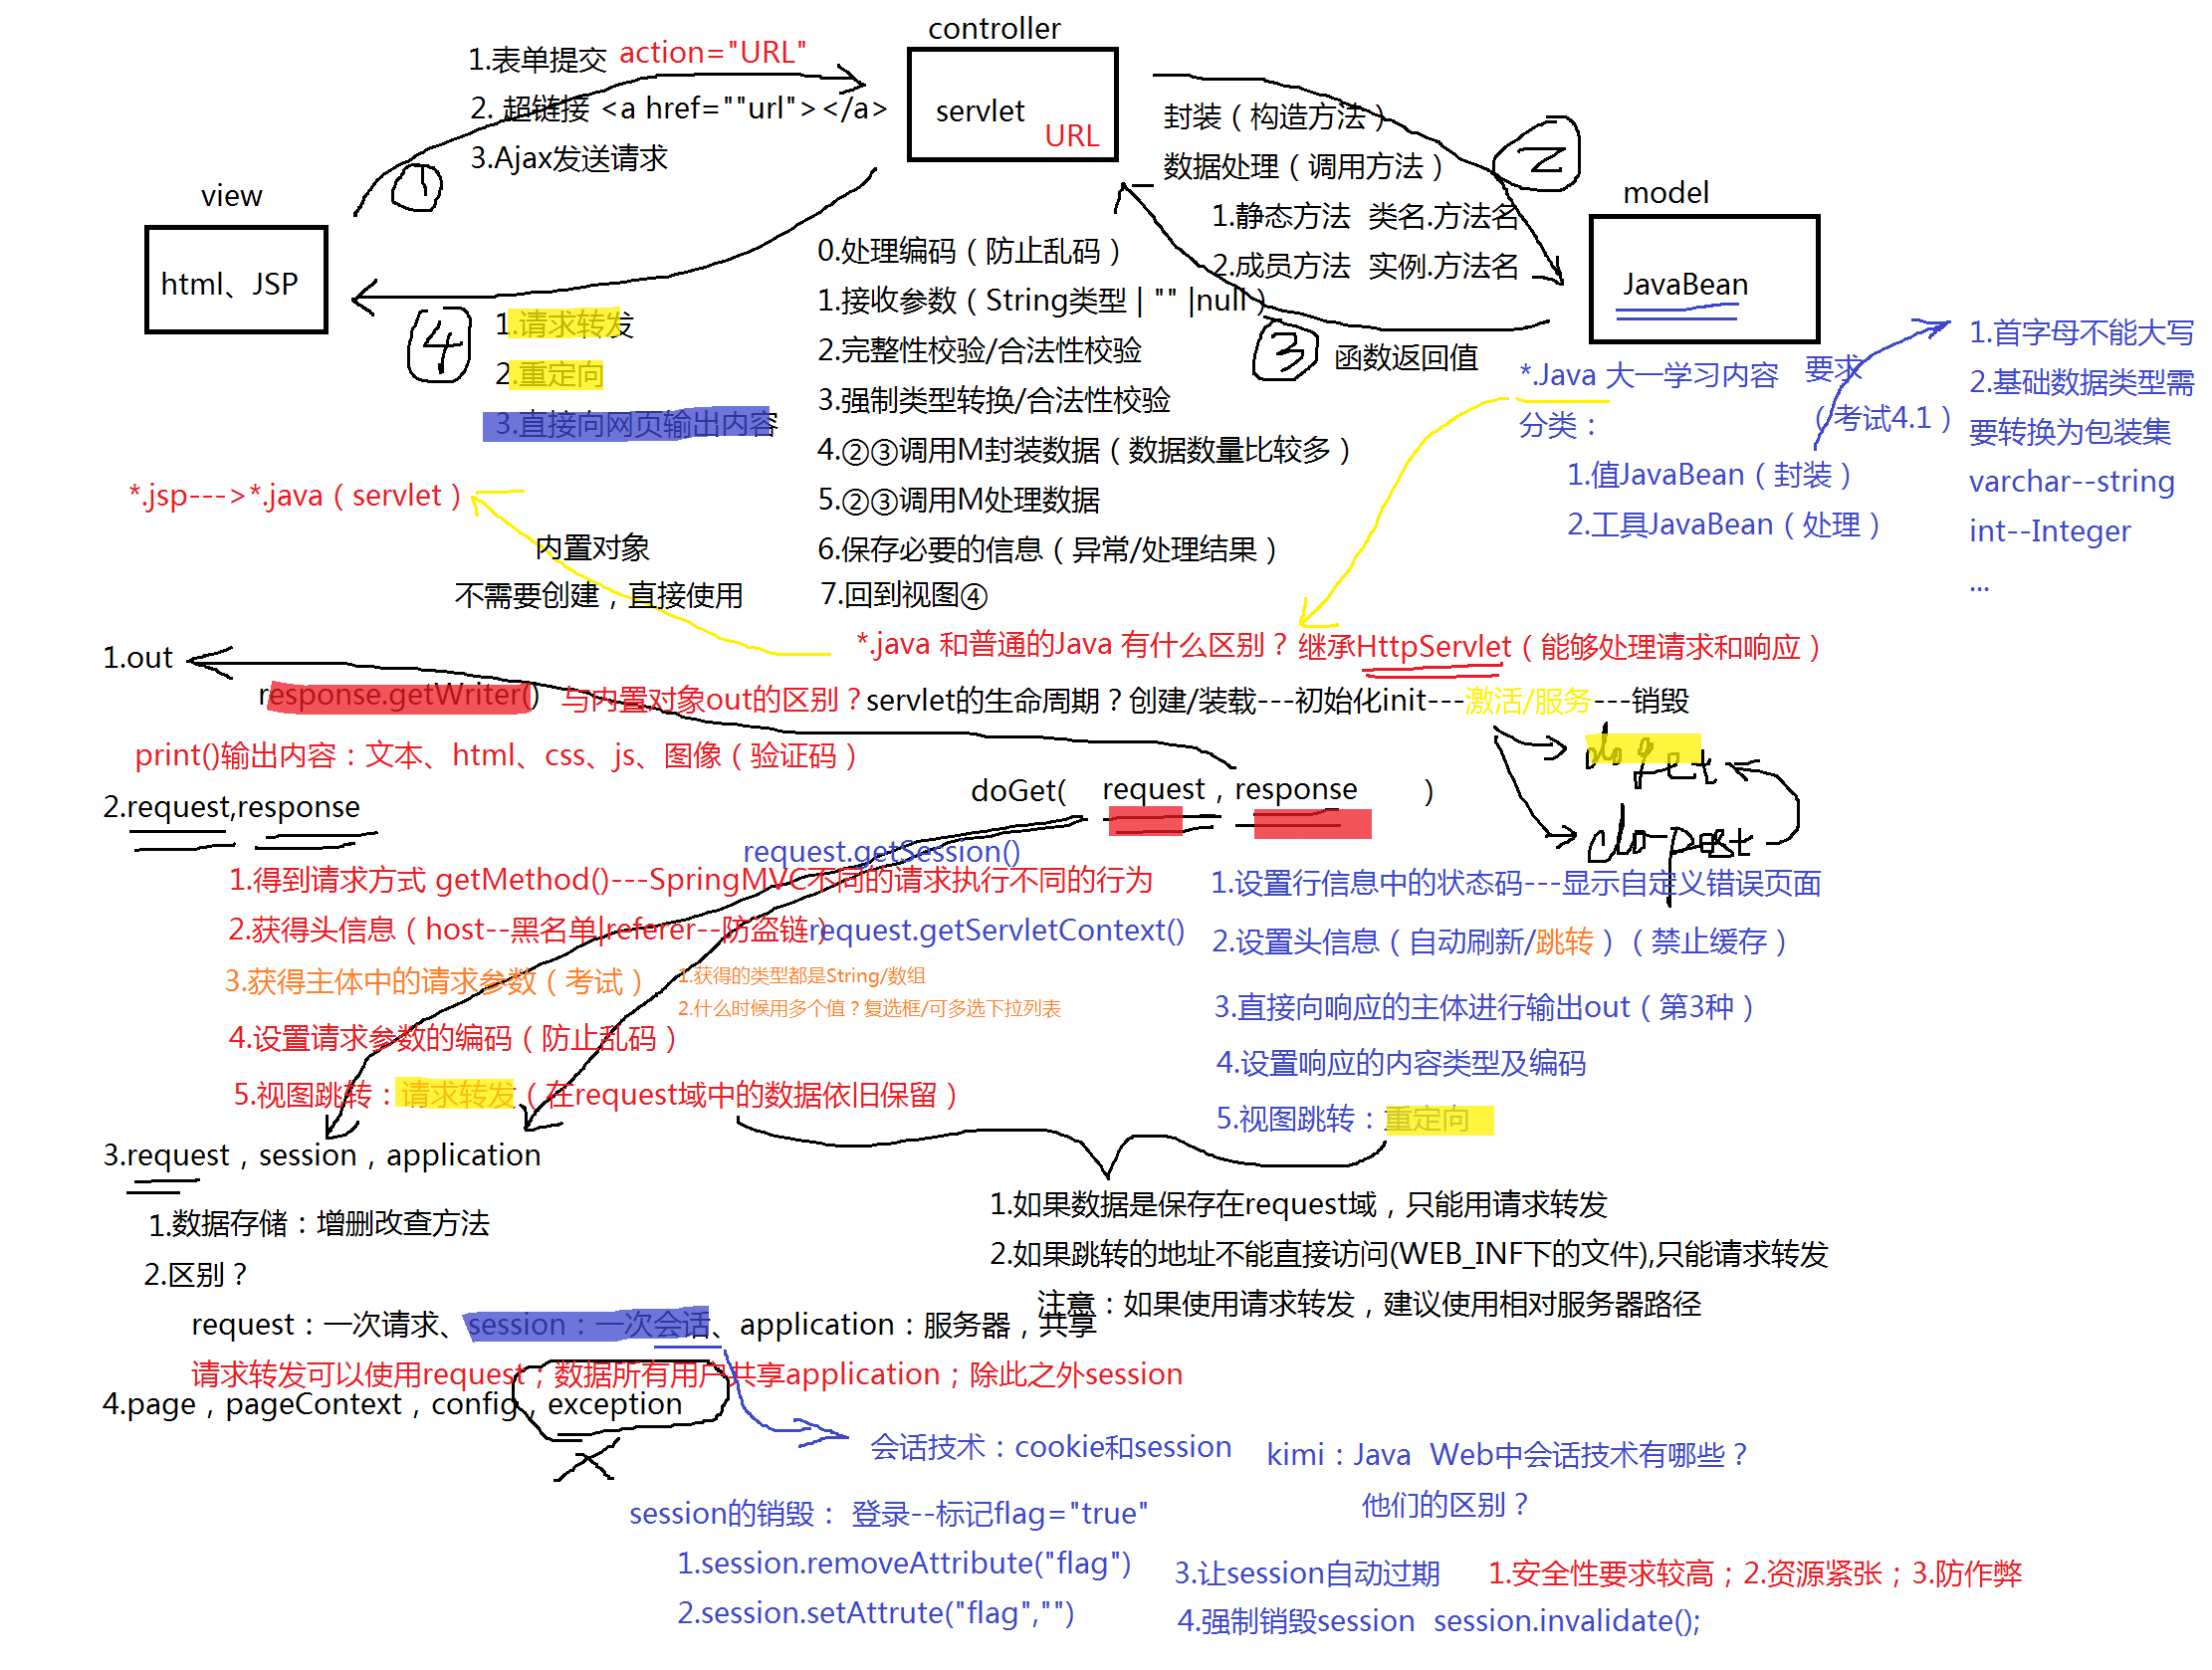 controller
1.表单提交 action="URL"
2. 超链接 <a href=""url"></a>
3.Ajax发送请求
servlet
URL
封装（构造方法）
数据处理（调用方法）
1.静态方法 类名.方法名
2.成员方法 实例.方法名
①
②
view
html、JSP
model
JavaBean
④
1.请求转发
2.重定向
3.直接向网页输出内容
0.处理编码（防止乱码）
1.接收参数（String类型 | "" |null）
2.完整性校验/合法性校验
3.强制类型转换/合法性校验
4.②③调用M封装数据（数据数量比较多）
5.②③调用M处理数据
6.保存必要的信息（异常/处理结果）
7.回到视图④
③
函数返回值
*.Java 大一学习内容
分类：
1.值JavaBean（封装）
2.工具JavaBean（处理）
要求
（考试4.1）
1.首字母不能大写
2.基础数据类型需
要转换为包装集
varchar--string
int--Integer
...
*.jsp--->*.java（servlet）
内置对象
不需要创建，直接使用
*.java 和普通的Java 有什么区别？
继承HttpServlet（能够处理请求和响应）
1.out
response.getWriter()
与内置对象out的区别？
servlet的生命周期？创建/装载---初始化init---激活/服务---销毁
print()输出内容：文本、html、css、js、图像（验证码）
doget
dopost
doGet( request，response )
2.request,response
request.getSession()
1.得到请求方式 getMethod()---SpringMVC不同的请求执行不同的行为
2.获得头信息（host--黑名单|referer--防盗链）
request.getServletContext()
3.获得主体中的请求参数（考试）
1.获得的类型都是String/数组
2.什么时候用多个值？复选框/可多选下拉列表
4.设置请求参数的编码（防止乱码）
5.视图跳转：请求转发（在request域中的数据依旧保留）
1.设置行信息中的状态码---显示自定义错误页面
2.设置头信息（自动刷新/跳转）（禁止缓存）
3.直接向响应的主体进行输出out（第3种）
4.设置响应的内容类型及编码
5.视图跳转：重定向
3.request，session，application
1.数据存储：增删改查方法
2.区别？
request：一次请求、session：一次会话、application：服务器，共享
请求转发可以使用request；数据所有用户共享application；除此之外session
1.如果数据是保存在request域，只能用请求转发
2.如果跳转的地址不能直接访问(WEB_INF下的文件),只能请求转发
注意：如果使用请求转发，建议使用相对服务器路径
4.page，pageContext，config，exception
会话技术：cookie和session
kimi：Java Web中会话技术有哪些？
他们的区别？
session的销毁： 登录--标记flag="true"
1.session.removeAttribute("flag")
2.session.setAttrute("flag","")
3.让session自动过期
1.安全性要求较高；2.资源紧张；3.防作弊
4.强制销毁session session.invalidate();